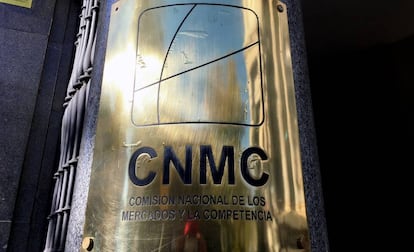 CNMC
COMISIÓN NACIONAL DE LOS
MERCADOS Y LA COMPETENCIA